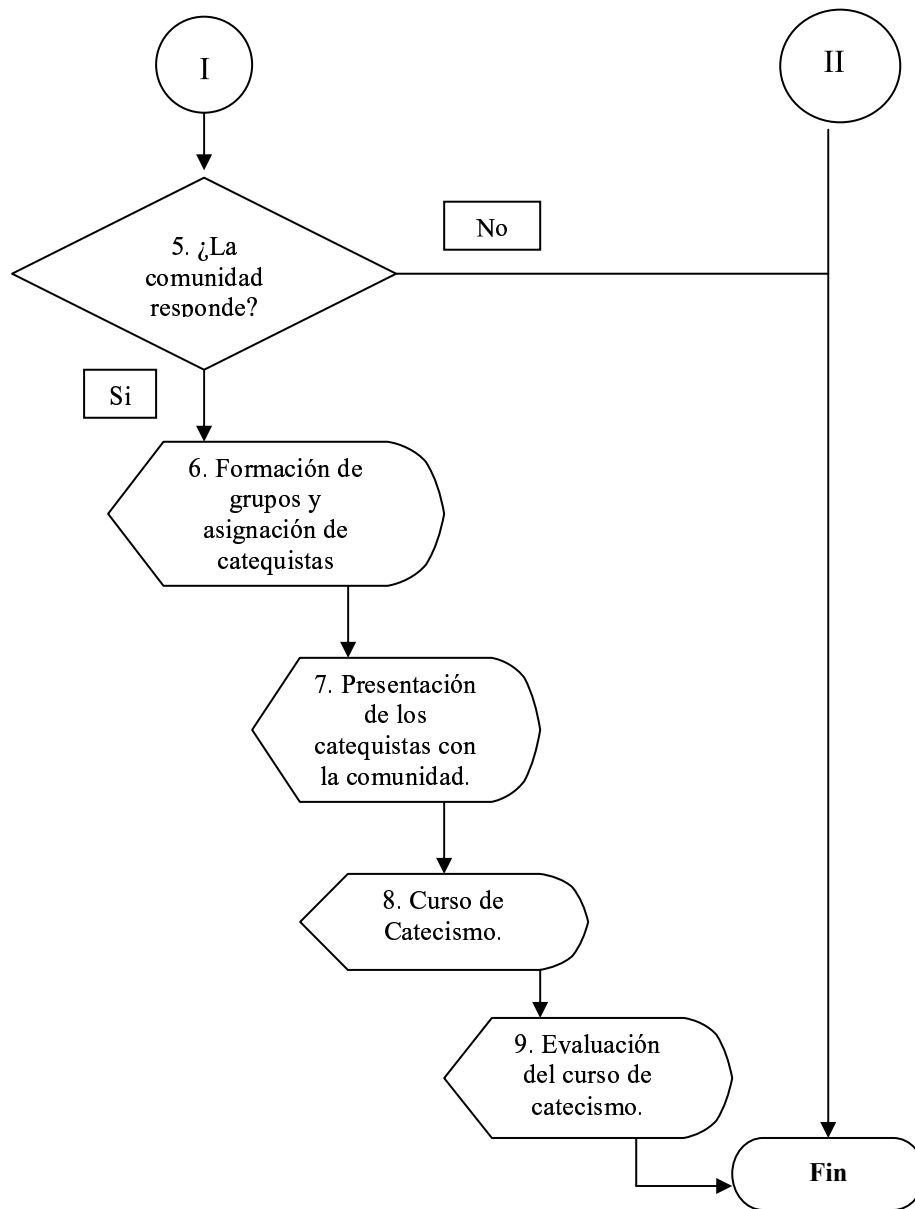 I
II
5. ¿La
comunidad
responde?
No
Si
6. Formación de
grupos y
asignación de
catequistas
7. Presentación
de los
catequistas con
la comunidad.
8. Curso de
Catecismo.
9. Evaluación
del curso de
catecismo.
Fin